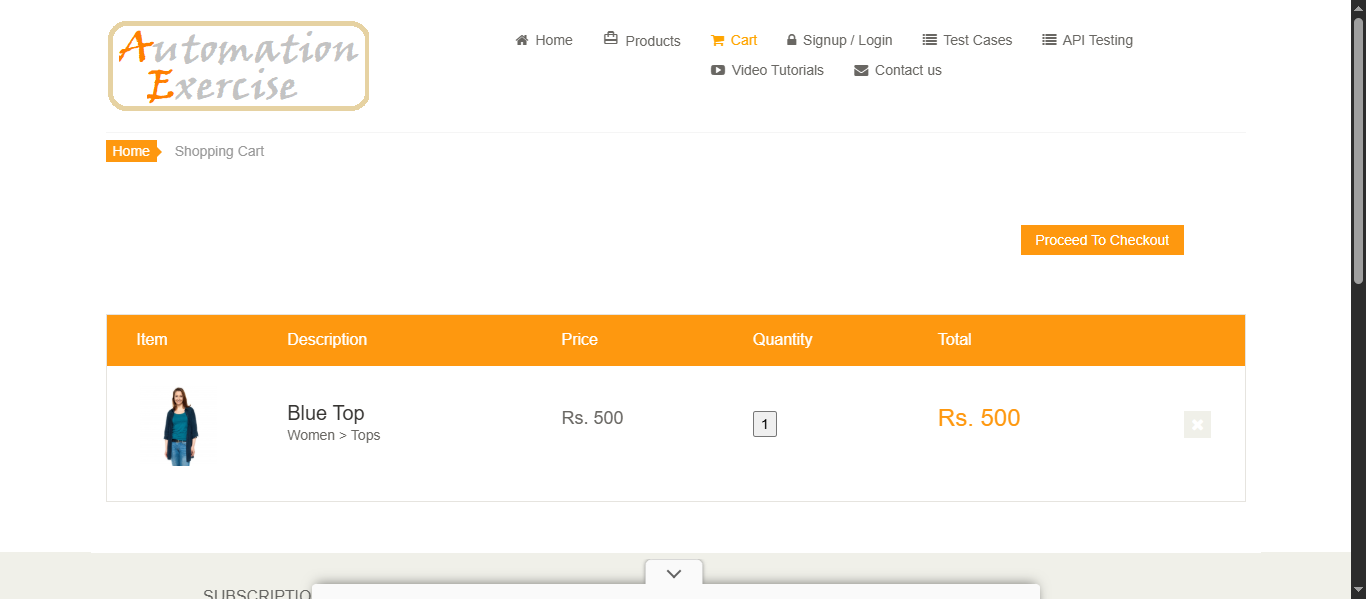 Automation
Exercise
Home Products Cart Signup / Login Test Cases API Testing
Video Tutorials Contact us
Home Shopping Cart
Proceed To Checkout
Item Description Price Quantity Total
Blue Top
Women > Tops
Rs. 500
1
Rs. 500
SUBSCRIPTIO